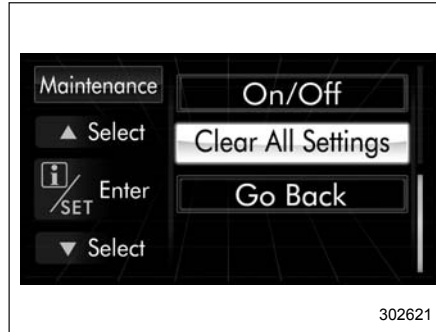 Maintenance
▲ Select
i/SET Enter
▼ Select
On/Off
Clear All Settings
Go Back
302621